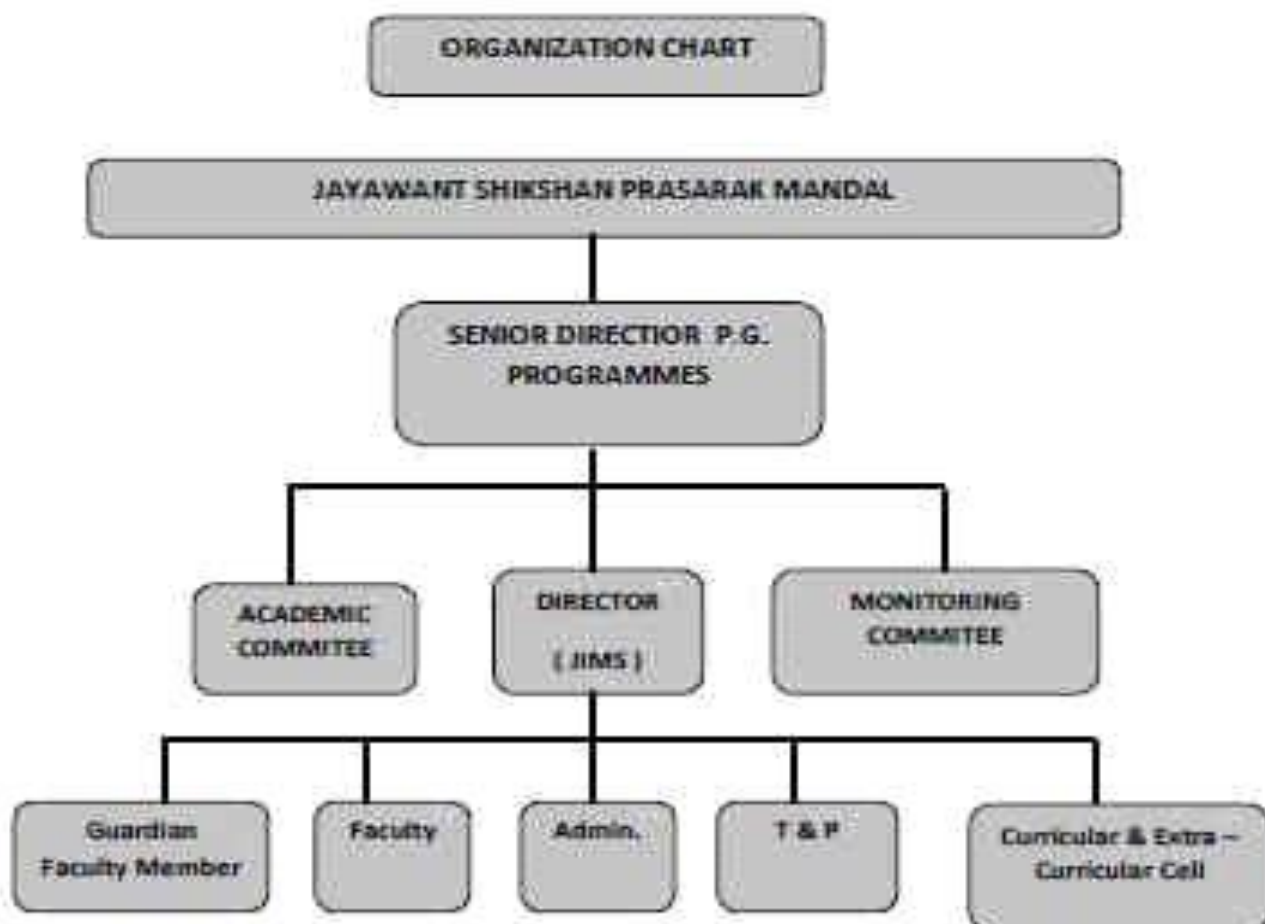 ORGANIZATION CHART
JAYAWANT SHIKSHAN PRASARAK MANDAL
SENIOR DIRECTIOR P.G.
PROGRAMMES
ACADEMIC
COMMITEE
DIRECTOR
( JIMS )
MONITORING
COMMITEE
Guardian
Faculty Member
Faculty
Admin.
T & P
Curricular & Extra –
Curricular Cell